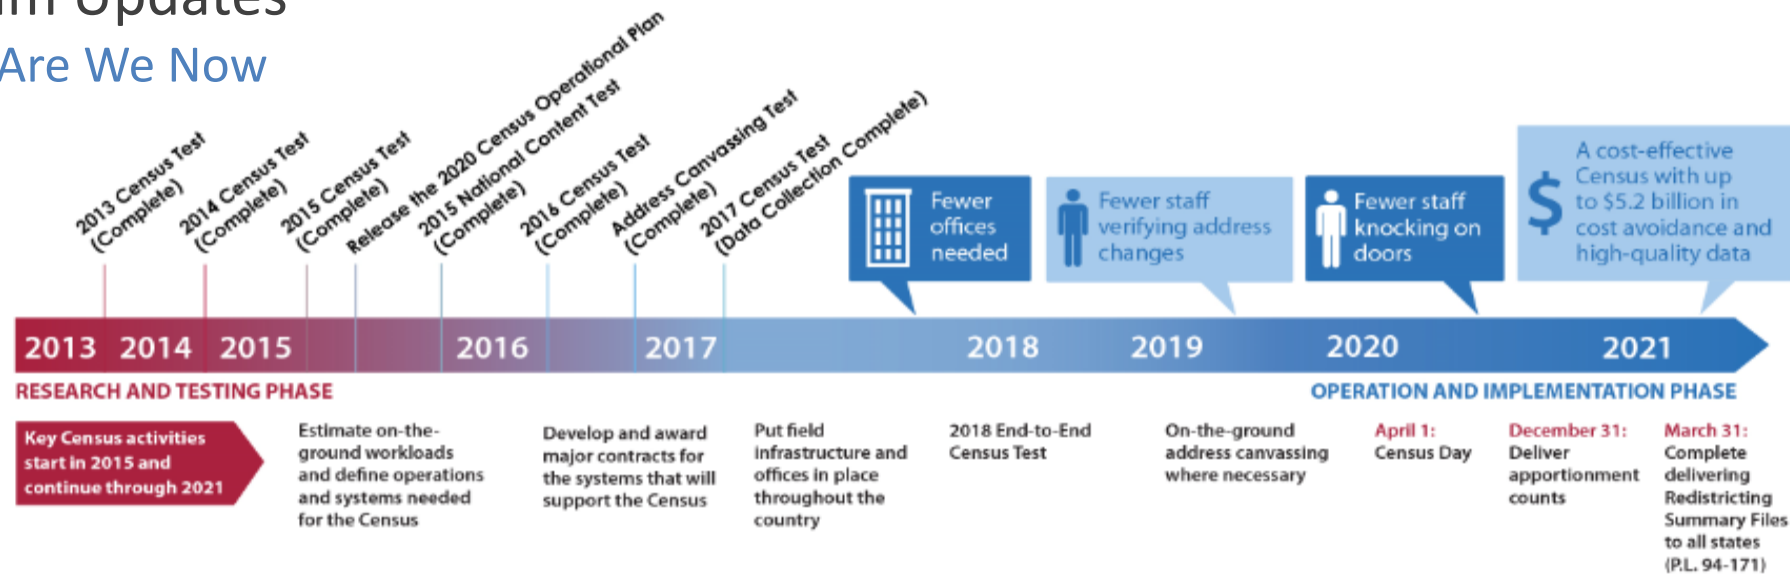 Updates
Are We Now
2013 Census Test
(Complete)
2014 Census Test
(Complete)
2015 Census Test
(Complete)
Release the 2020 Census Operational Plan
2015 National Content Test
(Complete)
2016 Census Test
(Complete)
Address Canvassing Test
(Complete)
2017 Census Test
(Data Collection Complete)
Fewer
offices
needed
Fewer staff
verifying address
changes
Fewer staff
knocking on
doors
$
A cost-effective
Census with up
to $5.2 billion in
cost avoidance and
high-quality data
2013 2014 2015 2016 2017 2018 2019 2020 2021
RESEARCH AND TESTING PHASE
OPERATION AND IMPLEMENTATION PHASE
Key Census activities
start in 2015 and
continue through 2021
Estimate on-the-
ground workloads
and define operations
and systems needed
for the Census
Develop and award
major contracts for
the systems that will
support the Census
Put field
infrastructure and
offices in place
throughout the
country
2018 End-to-End
Census Test
On-the-ground
address canvassing
where necessary
April 1:
Census Day
December 31:
Deliver
apportionment
counts
March 31:
Complete
delivering
Redistricting
Summary Files
to all states
(P.L. 94-171)